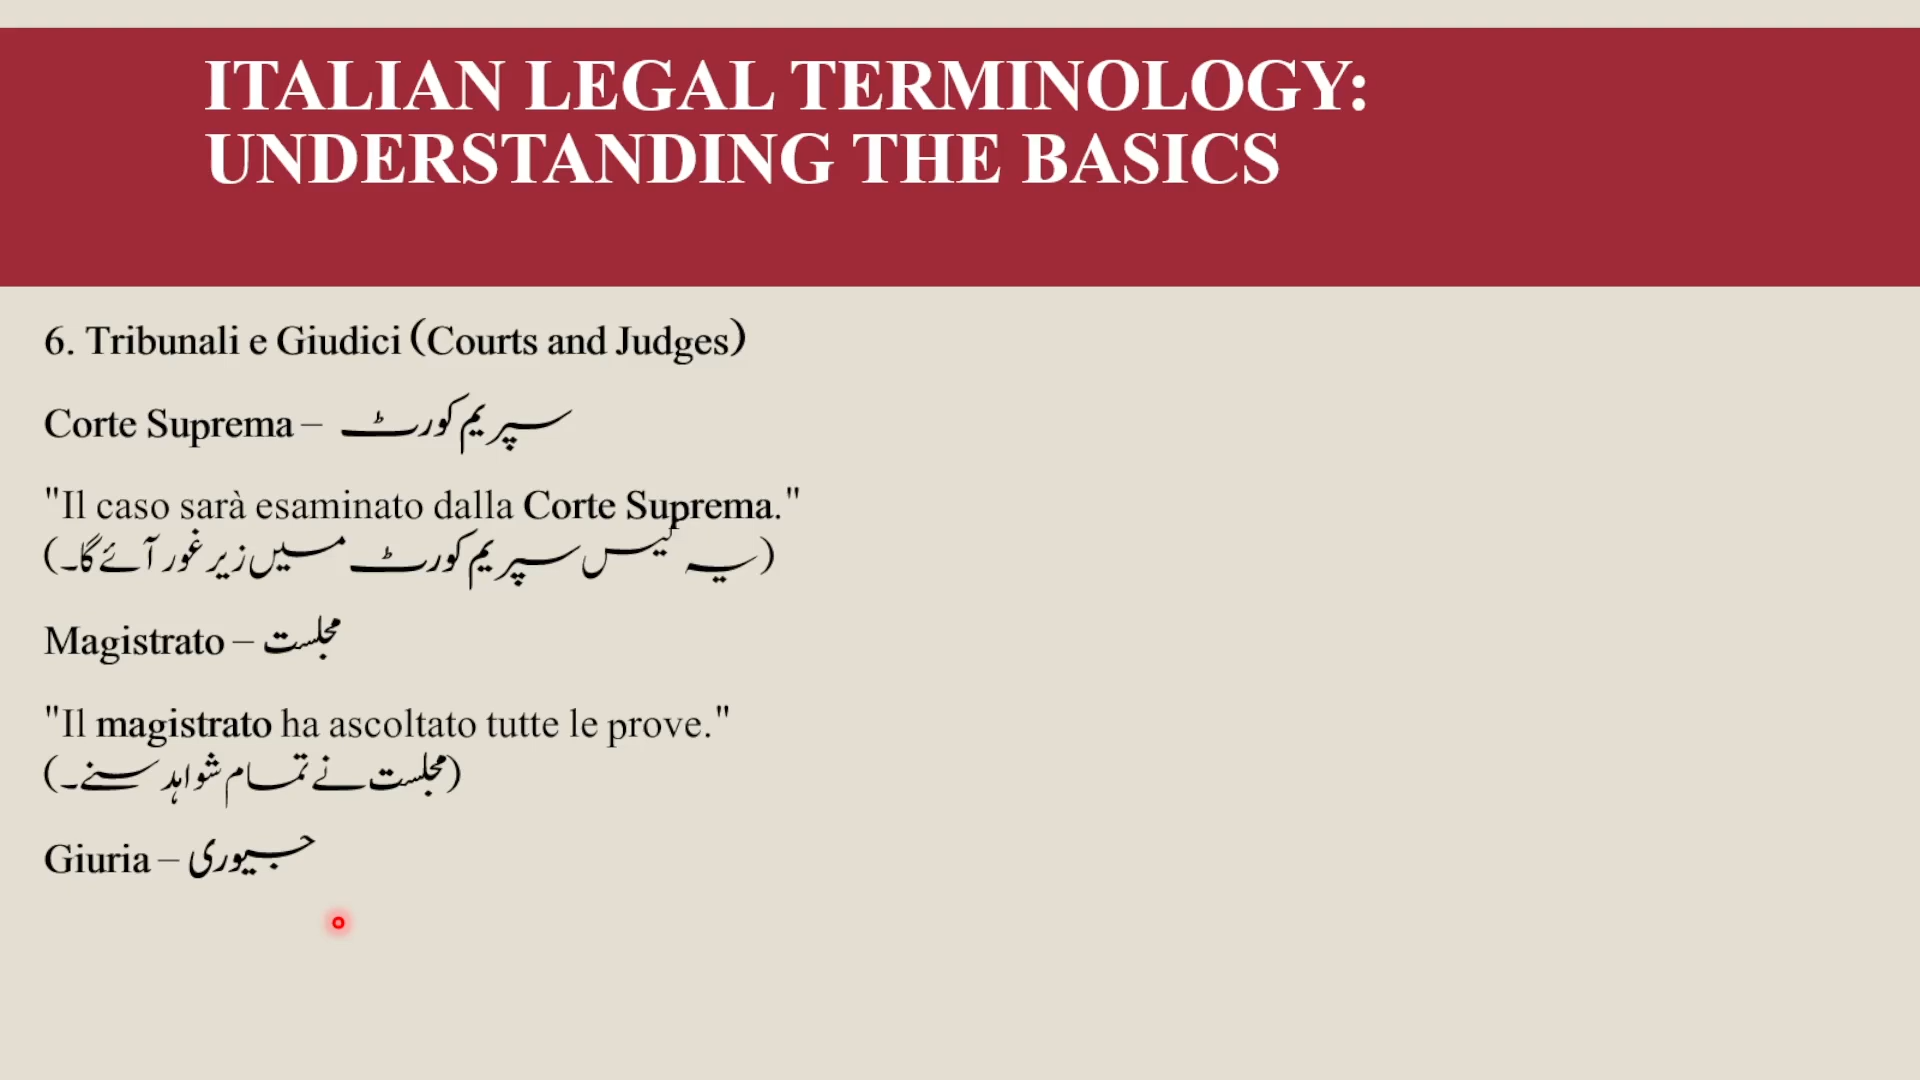 ITALIAN LEGAL TERMINOLOGY:
UNDERSTANDING THE BASICS
6. Tribunali e Giudici (Courts and Judges)
Corte Suprema – سپریم کورٹ
"Il caso sarà esaminato dalla Corte Suprema."
(یہ کیس سپریم کورٹ میں زیر غور آئے گا۔)
Magistrato – مجلست
"Il magistrato ha ascoltato tutte le prove."
(مجلست نے تمام شواہد سنے۔)
Giuria – جیوری